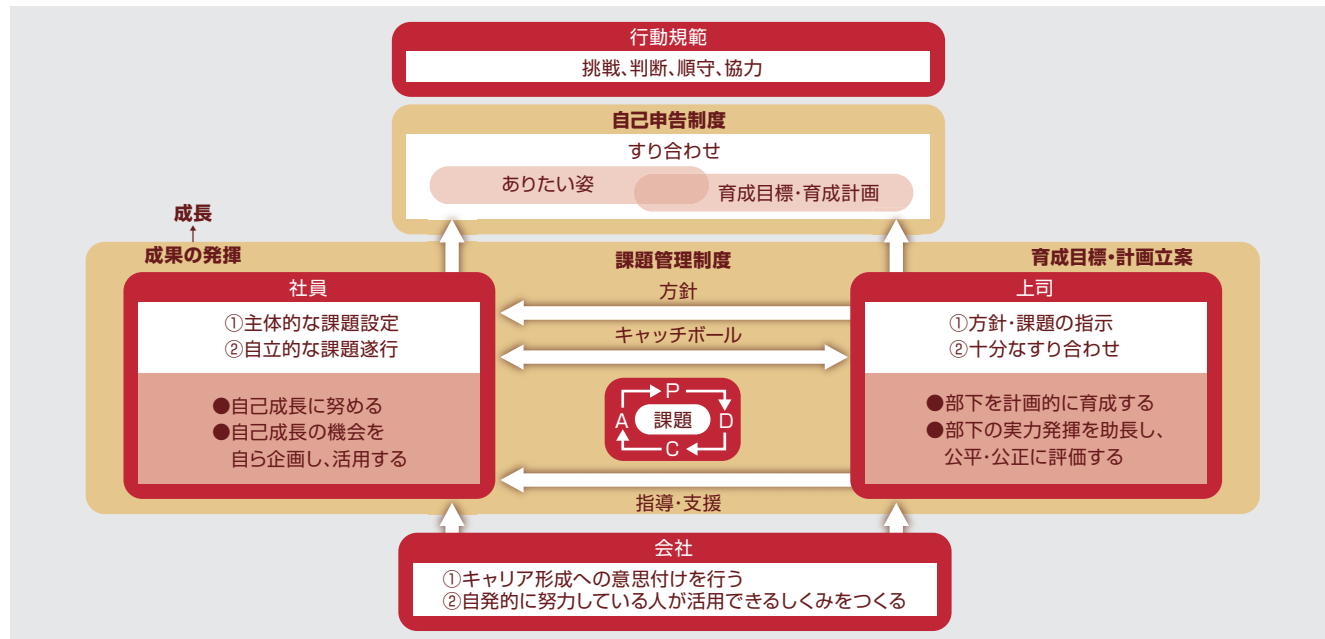 行動規範
挑戦、判断、順守、協力
自己申告制度
すり合わせ
ありたい姿
育成目標・育成計画
成長
成果の発揮
課題管理制度
育成目標・計画立案
社員
①主体的な課題設定
②自立的な課題遂行
●自己成長に努める
●自己成長の機会を
自ら企画し、活用する
方針
キャッチボール
P
A
課題
D
C
指導・支援
上司
①方針・課題の指示
②十分なすり合わせ
●部下を計画的に育成する
●部下の実力発揮を助長し、
公平・公正に評価する
会社
①キャリア形成への意思付けを行う
②自発的に努力している人が活用できるしくみをつくる